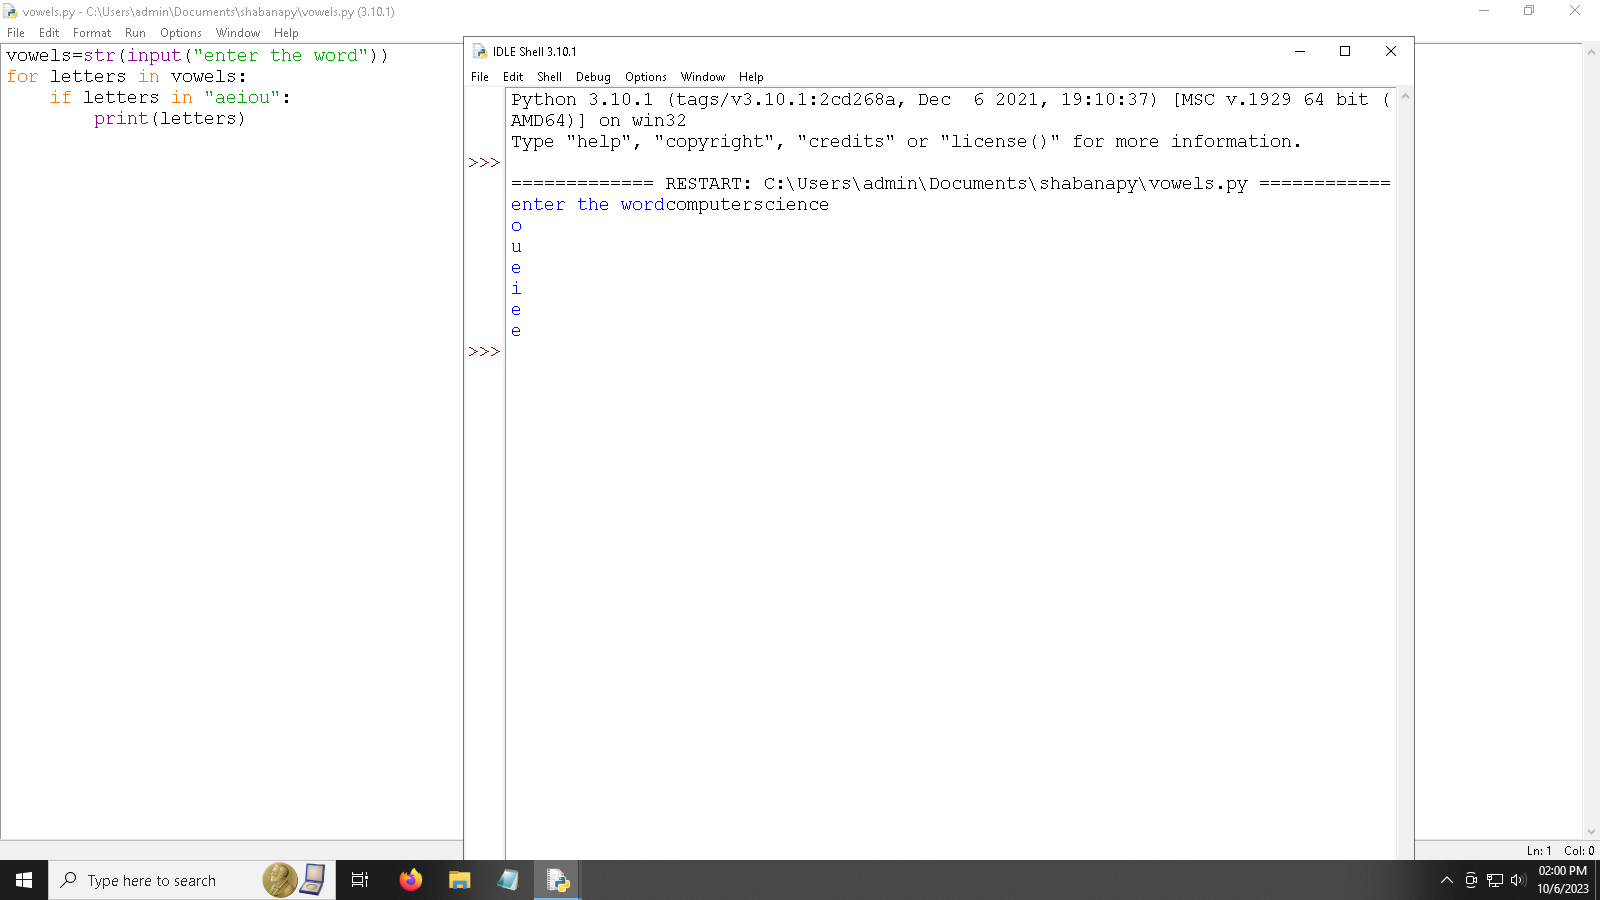 vowels.py - C:\Users\admin\Documents\shabanapy\vowels.py (3.10.1)
File Edit Format Run Options Window Help
vowels=str(input("enter the word"))
for letters in vowels:
    if letters in "aeiou":
        print(letters)
IDLE Shell 3.10.1
File Edit Shell Debug Options Window Help
Python 3.10.1 (tags/v3.10.1:2cd268a, Dec  6 2021, 19:10:37) [MSC v.1929 64 bit (
AMD64)] on win32
Type "help", "copyright", "credits" or "license()" for more information.
>>>
============= RESTART: C:\Users\admin\Documents\shabanapy\vowels.py ============
enter the wordcomputerscience
o
u
e
i
e
e
>>>
Ln: 1 Col: 0
Type here to search
02:00 PM
10/6/2023